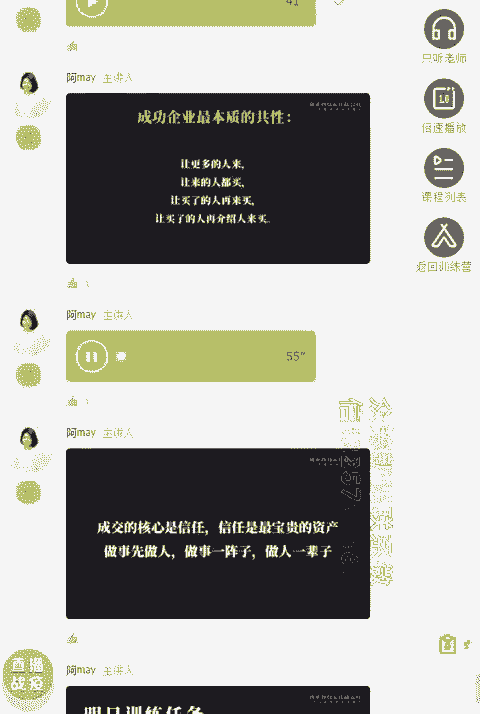 41"
只听老师
阿may 主讲人
成功企业最本质的共性：
倍速播放
让更多的人来，
让来的人都买，
让买了的人再来买，
让买了的人再介绍人来买。
课程列表
返回训练营
阿may 主讲人
55"
阿may 主讲人
成交的核心是信任，信任是最宝贵的资产
做事先做人，做事一阵子，做人一辈子
直播
战疫
阿may 主讲人
明日训练任务